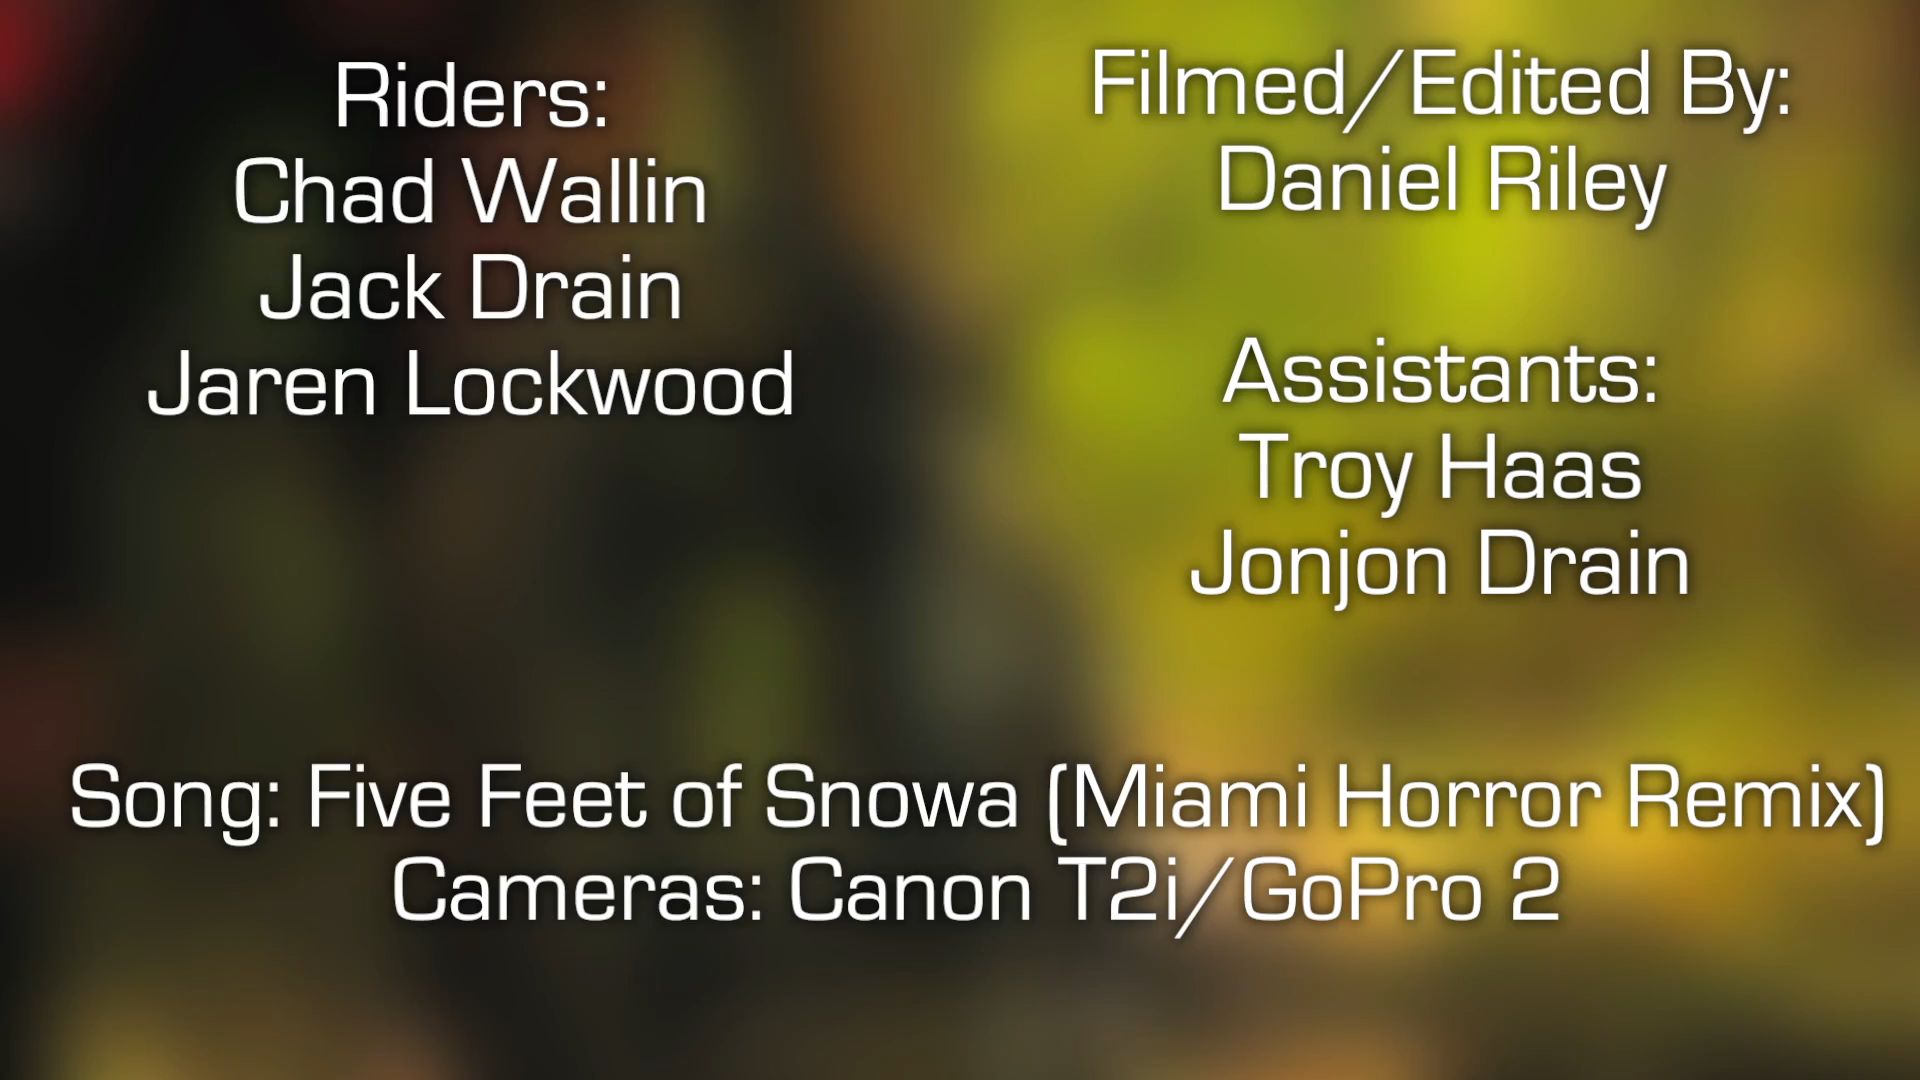 Riders:
Chad Wallin
Jack Drain
Jaren Lockwood
Filmed/Edited By:
Daniel Riley
Assistants:
Troy Haas
Jonjon Drain
Song: Five Feet of Snowa (Miami Horror Remix)
Cameras: Canon T2i/GoPro 2